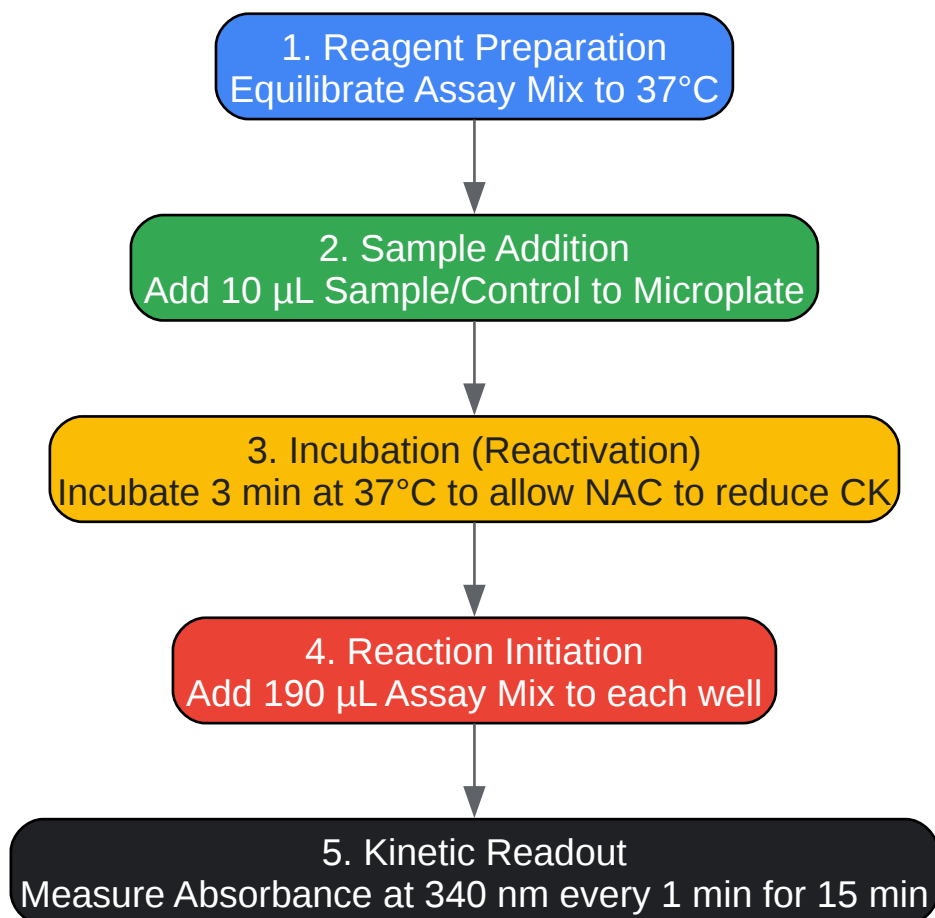 1. Reagent Preparation
Equilibrate Assay Mix to 37°C
2. Sample Addition
Add 10 µL Sample/Control to Microplate
3. Incubation (Reactivation)
Incubate 3 min at 37°C to allow NAC to reduce CK
4. Reaction Initiation
Add 190 µL Assay Mix to each well
5. Kinetic Readout
Measure Absorbance at 340 nm every 1 min for 15 min